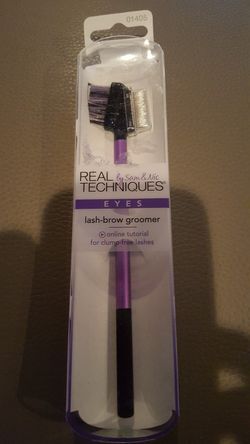 01405
REAL by Sam & Nic
TECHNIQUES®
EYES
lash-brow groomer
online tutorial
for clump-free lashes